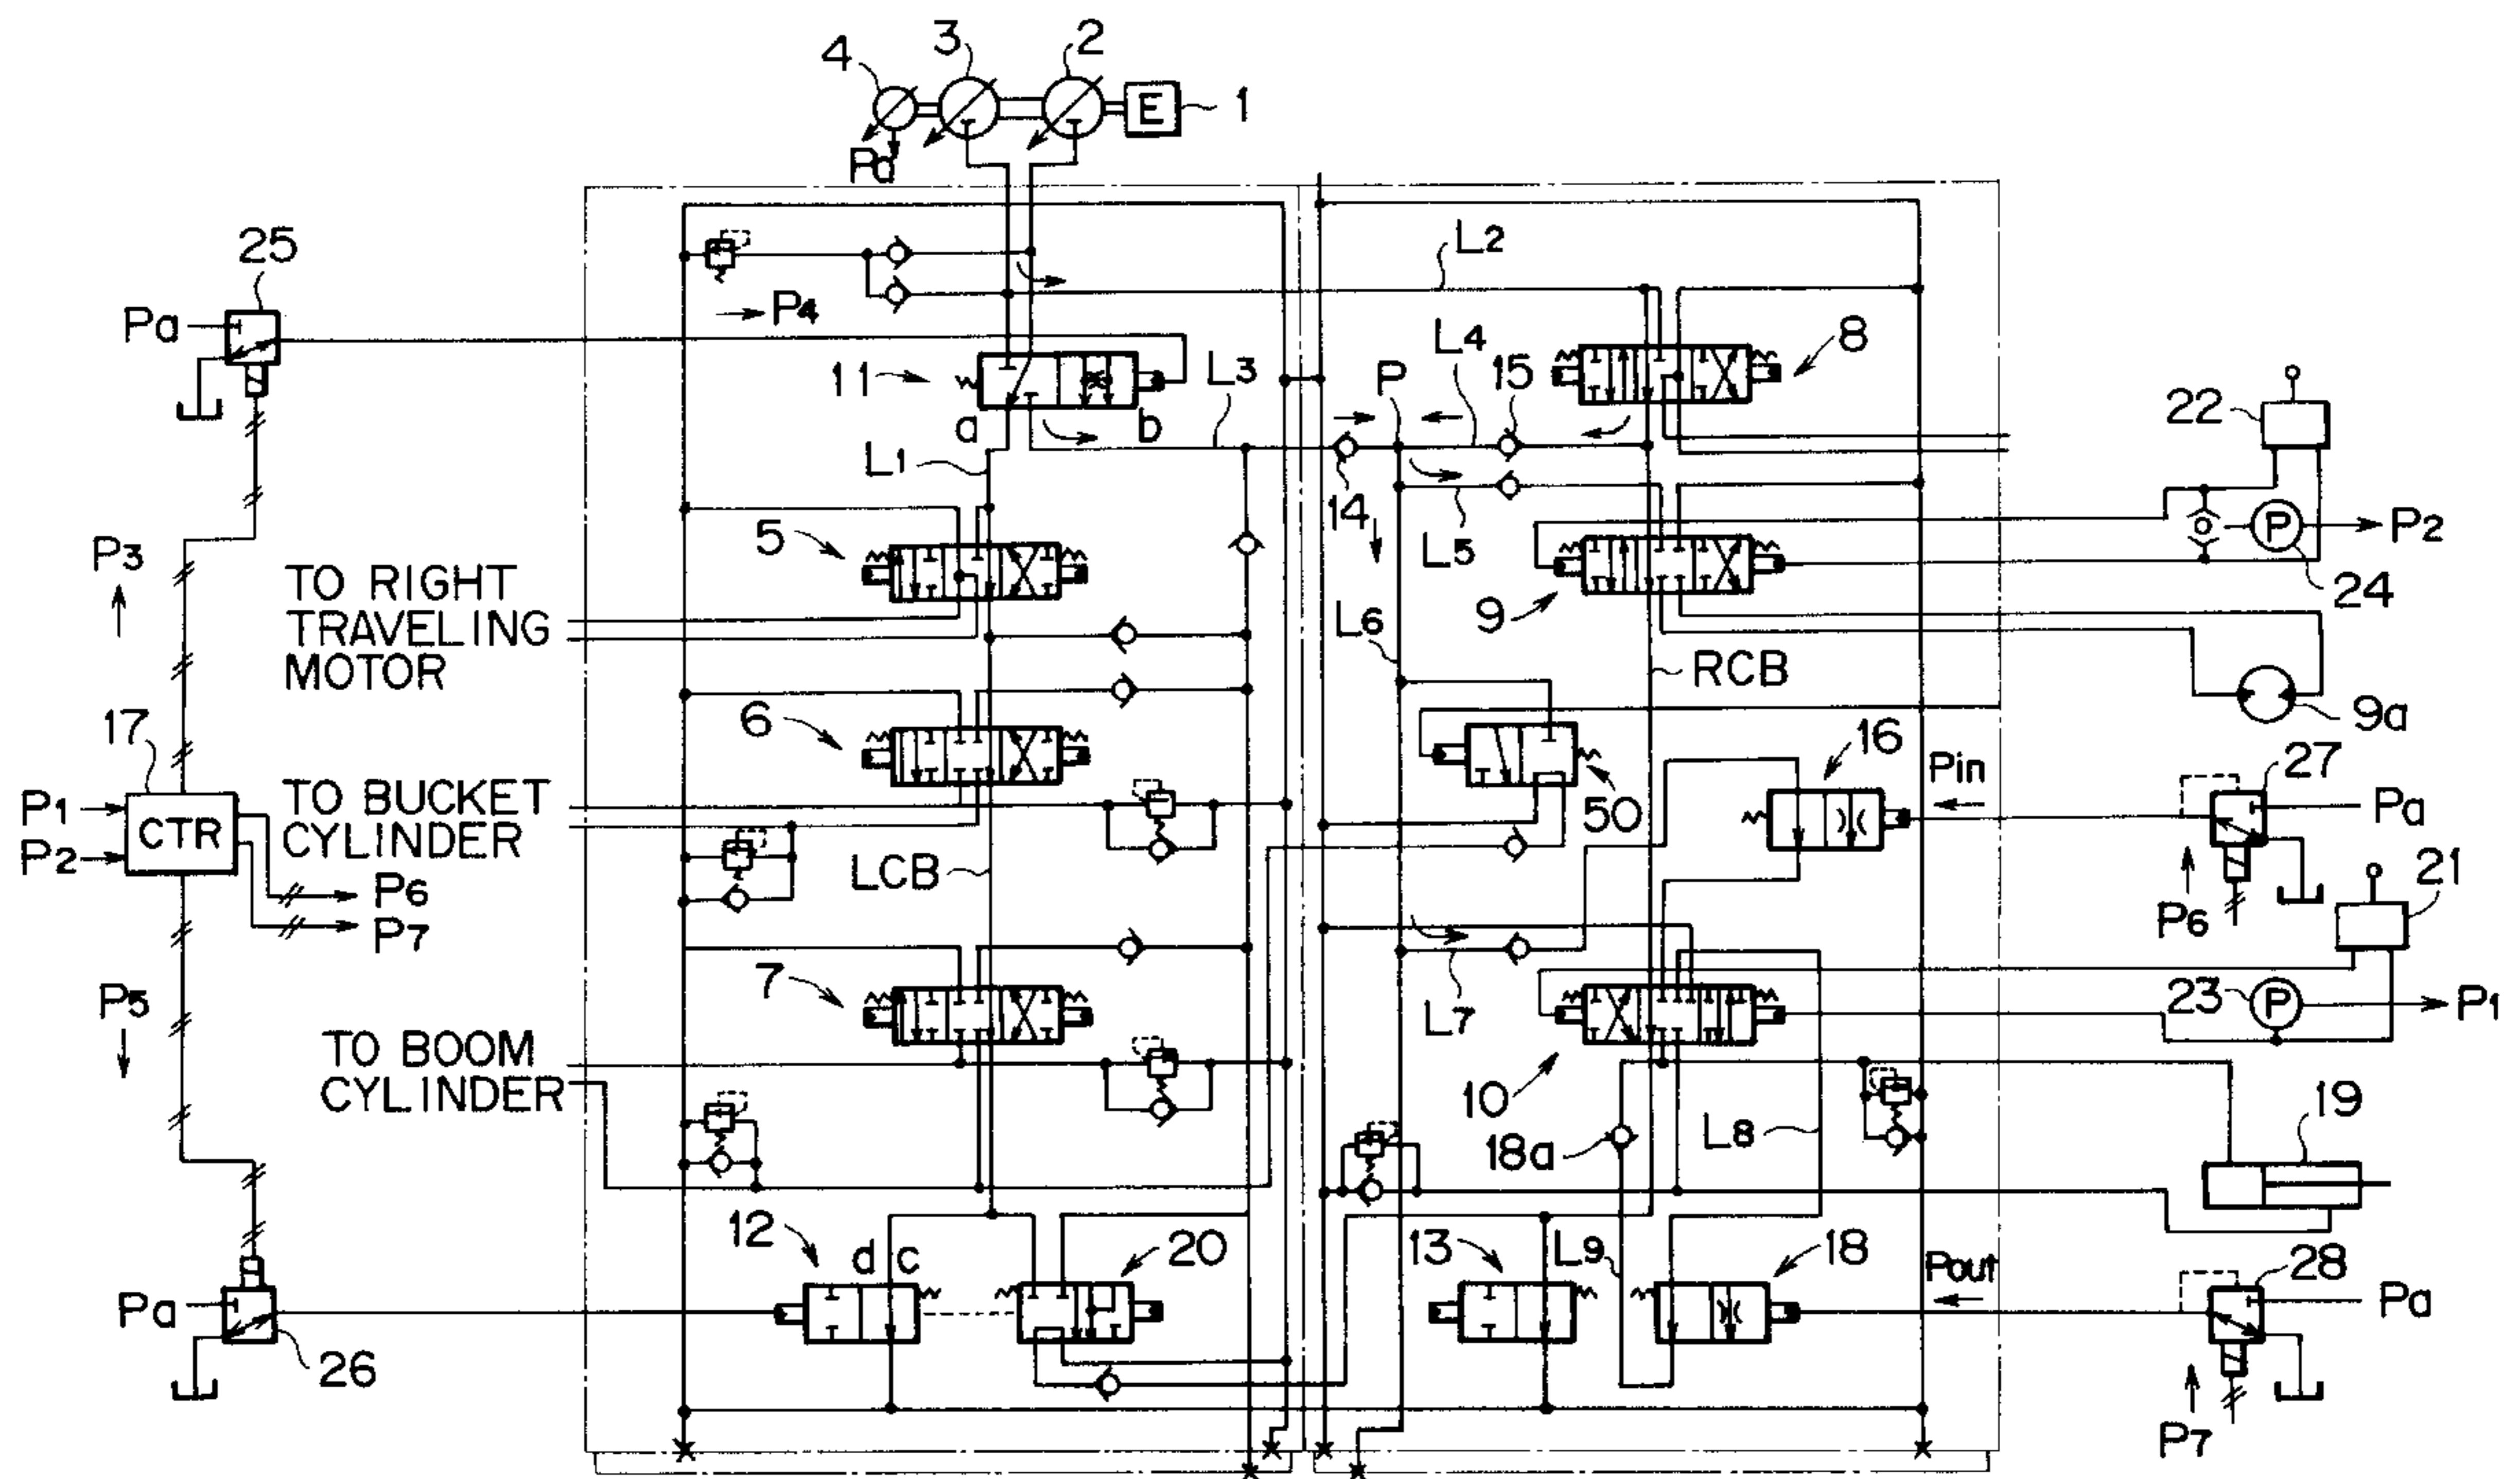 4
3
2
E
1
Pa
25
L2
Pa
P4
8
L4
11
L3
P
15
22
a
b
L1
14
5
L5
P2
P3
TO RIGHT
TRAVELING
MOTOR
24
9
L6
RCB
17
6
9a
16
Pin
27
P1
P2
CTR
TO BUCKET
CYLINDER
50
Pa
21
LCB
P6
P7
P6
7
23
P
P
P1
P5
L7
TO BOOM
CYLINDER
10
19
L8
18a
12
d
c
20
13
L9
18
Pout
28
Pa
Pa
26
P7